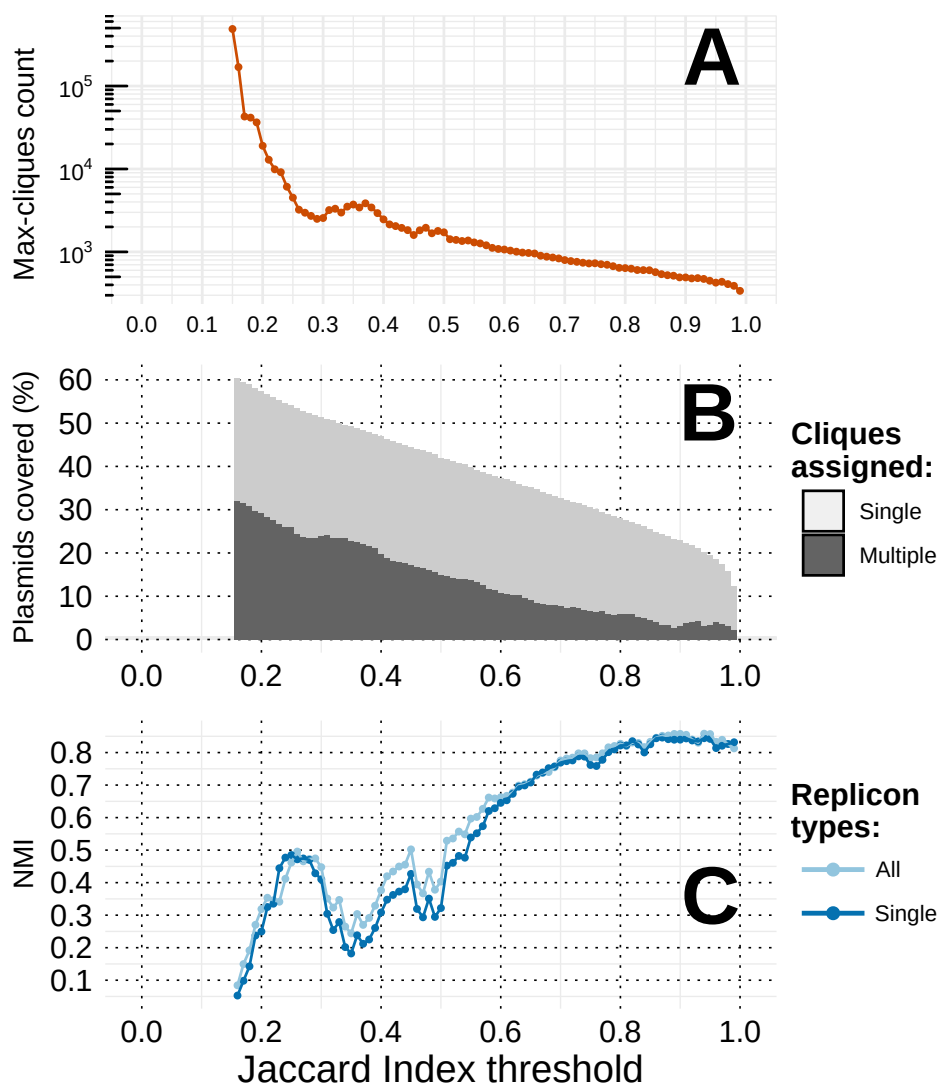 A
Max-cliques count
10^5
10^4
10^3
0.0 0.1 0.2 0.3 0.4 0.5 0.6 0.7 0.8 0.9 1.0
B
Plasmids covered (%)
60
50
40
30
20
10
0
0.0 0.2 0.4 0.6 0.8 1.0
Cliques
assigned:
Single
Multiple
C
NMI
0.8
0.7
0.6
0.5
0.4
0.3
0.2
0.1
0.0 0.2 0.4 0.6 0.8 1.0
Jaccard Index threshold
Replicon
types:
All
Single